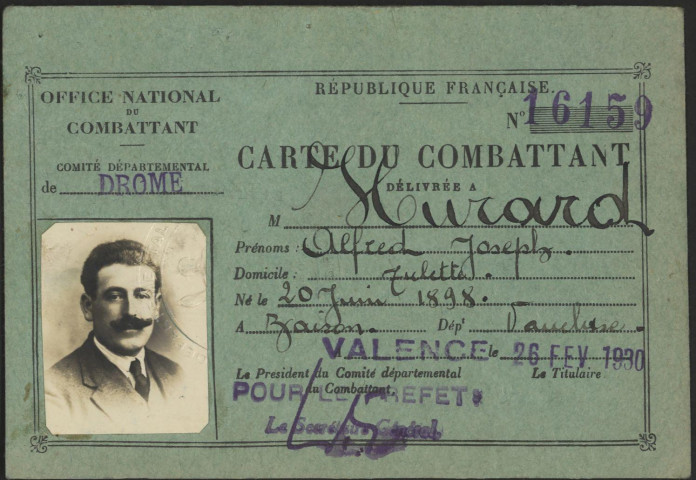 OFFICE NATIONAL
DU
COMBATTANT
COMITÉ DÉPARTEMENTAL
de DROME
RÉPUBLIQUE FRANÇAISE.
No 16159
CARTE DU COMBATTANT
DÉLIVRÉE A
M Hurard
Prénoms : Alfred Joseph.
Domicile : Tulette.
Né le 20 Juin 1898.
A Vaison. Dépt Vaucluse.
VALENCE le 26 FEV 1930
Le President du Comité départemental Le Titulaire
du Combattant,
POUR LE PREFET
Le Secrétaire Général,